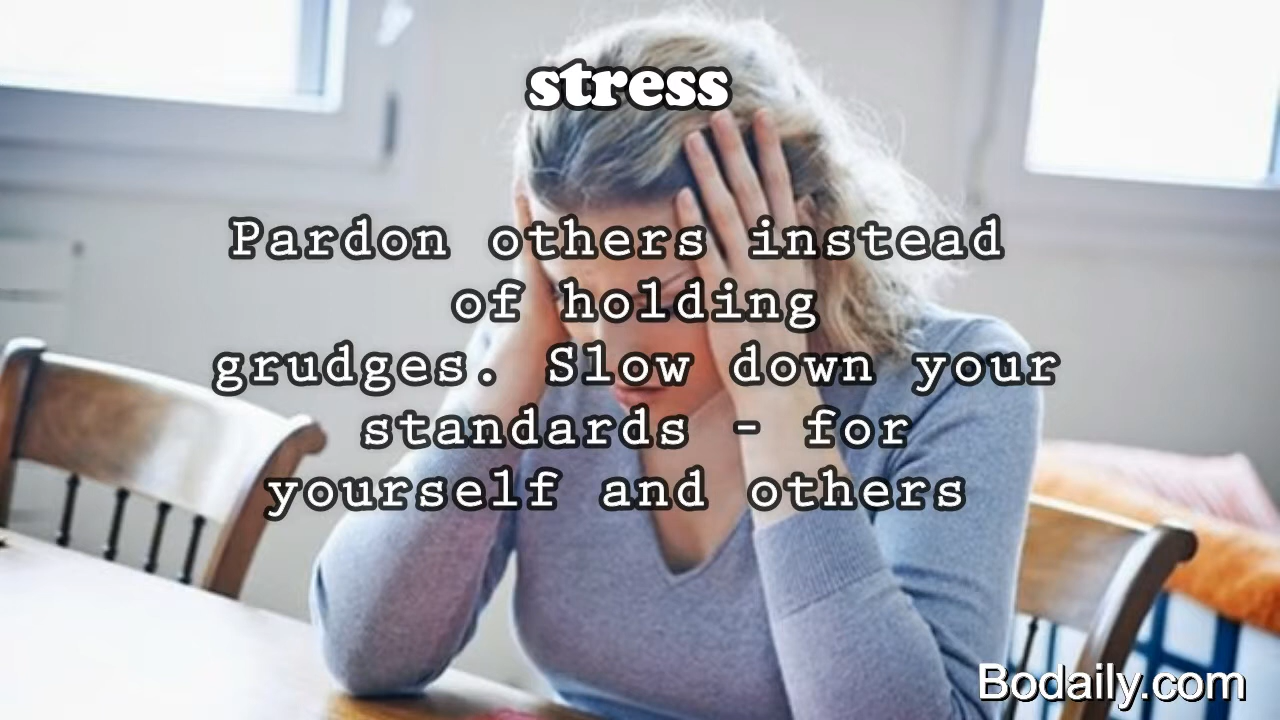 stress
Pardon others instead
of holding
grudges. Slow down your
standards - for
yourself and others
Bodaily.com